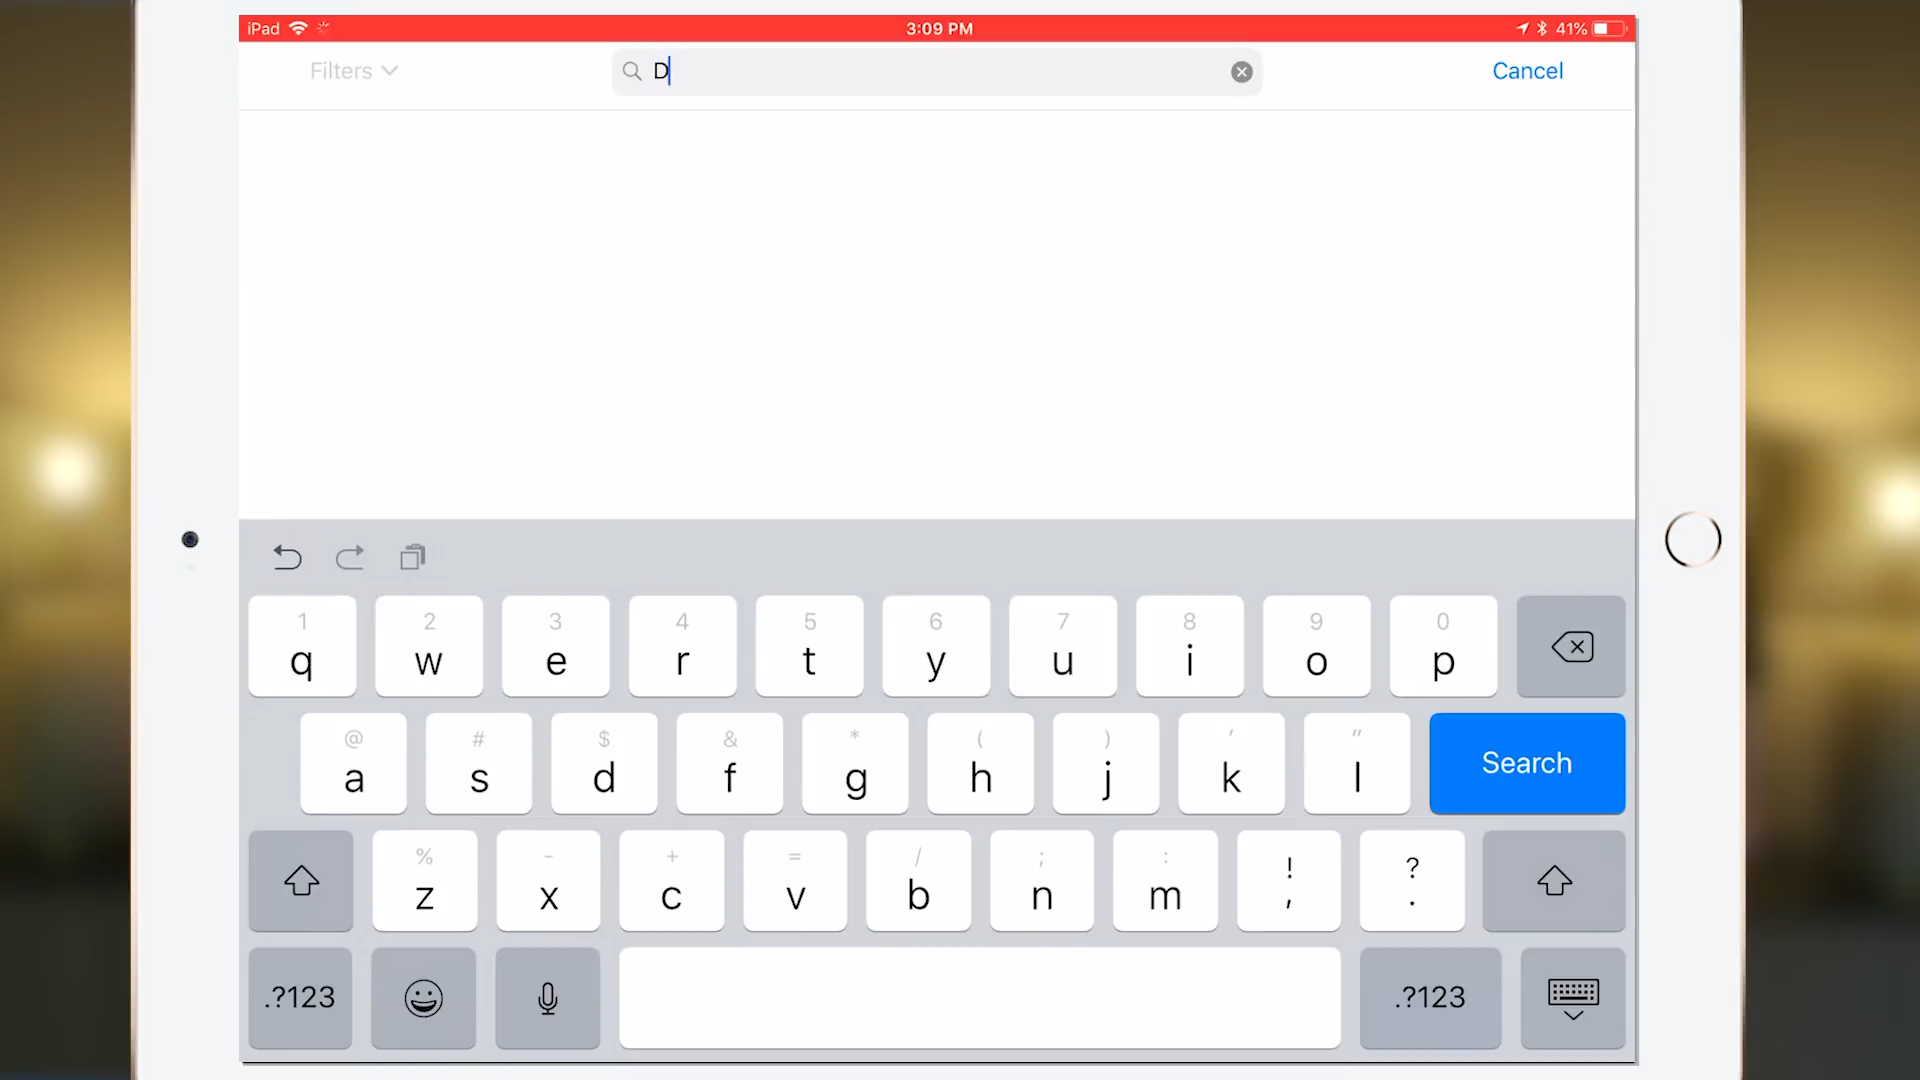 iPad 3:09 PM 41%
Filters D Cancel
1 2 3 4 5 6 7 8 9 0
q w e r t y u i o p
@ # $ & * ( ) ' "
a s d f g h j k l Search
% - + = / ; : ! ?
z x c v b n m , .
.?123 .?123